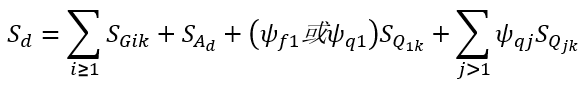 S_d = \sum_{i≥1} S_{Gik} + S_{A_d} + (ψ_{f1}或ψ_{q1})S_{Q_{1k}} + \sum_{j>1} ψ_{qj}S_{Q_{jk}}